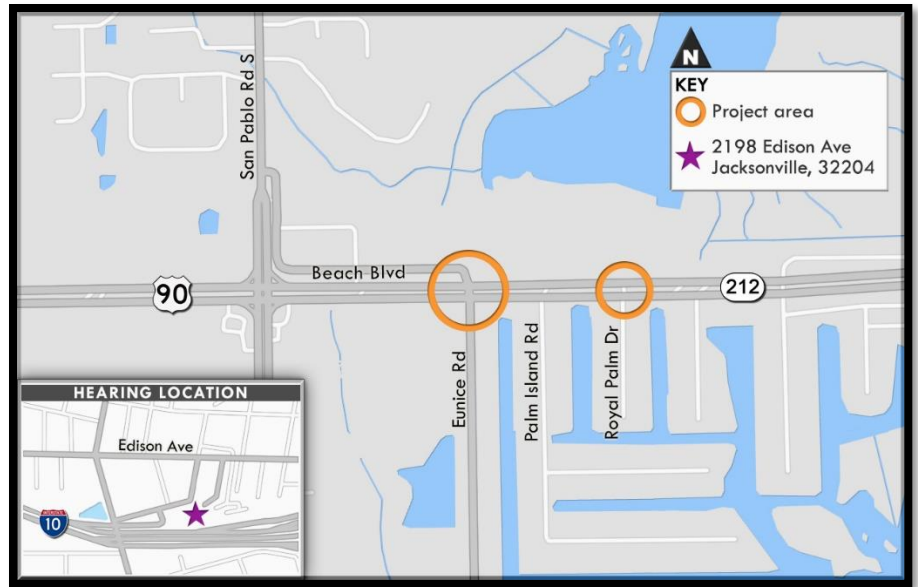 San Pablo Rd S
N
KEY
Project area
2198 Edison Ave
Jacksonville, 32204
Beach Blvd
90
212
Eunice Rd
Palm Island Rd
Royal Palm Dr
HEARING LOCATION
Edison Ave
10